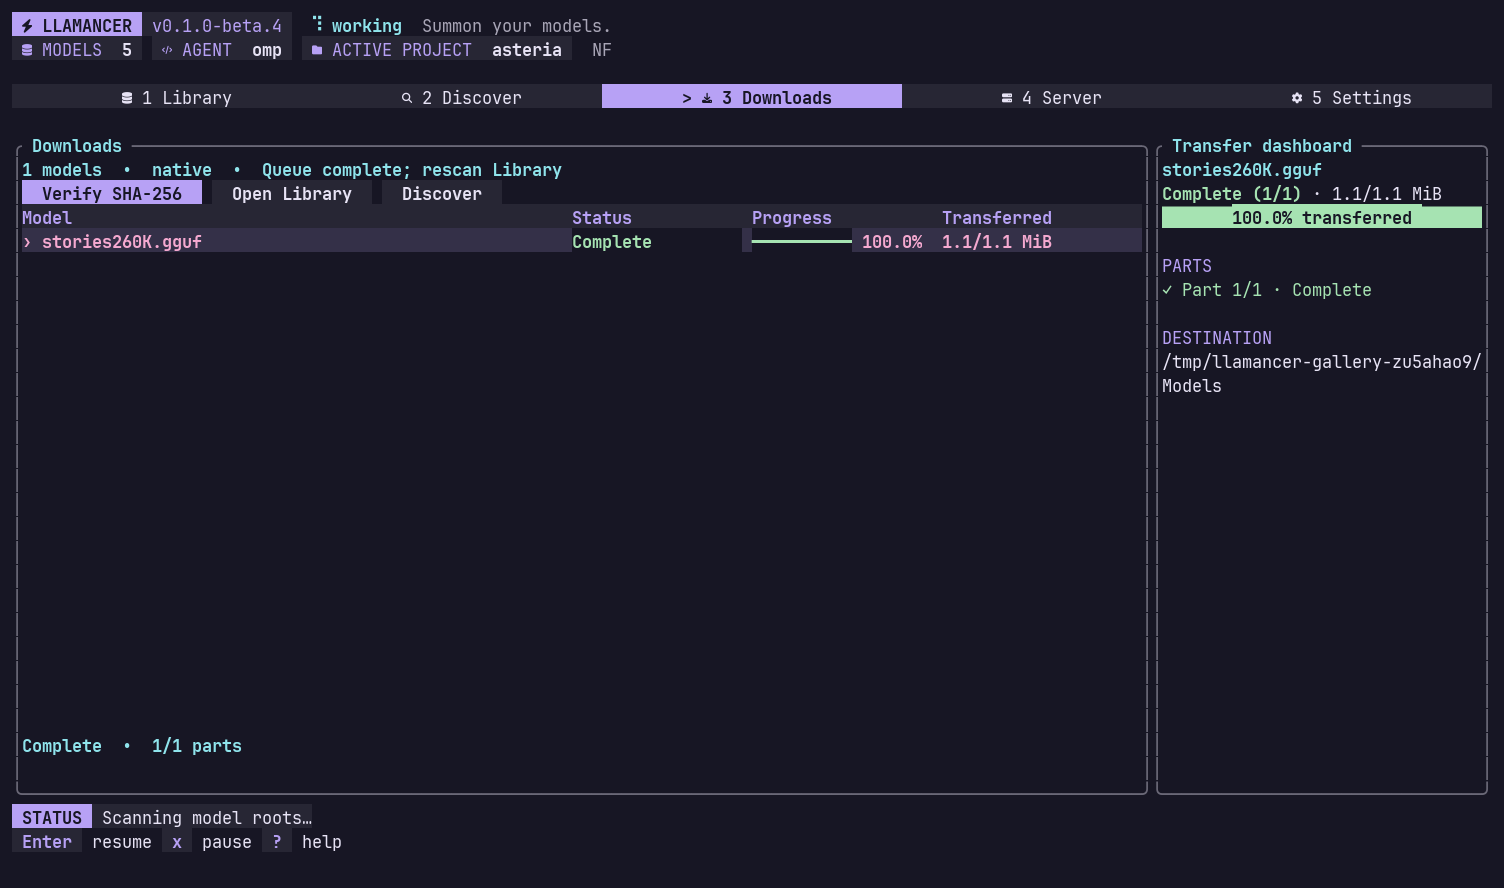 LLAMANCER v0.1.0-beta.4 working Summon your models.
MODELS 5 AGENT omp ACTIVE PROJECT asteria NF
1 Library 2 Discover > 3 Downloads 4 Server 5 Settings
Downloads
1 models • native • Queue complete; rescan Library
Verify SHA-256 Open Library Discover
Model Status Progress Transferred
❯ stories260K.gguf Complete 100.0% 1.1/1.1 MiB
Complete • 1/1 parts
Transfer dashboard
stories260K.gguf
Complete (1/1) · 1.1/1.1 MiB
100.0% transferred
PARTS
✓ Part 1/1 · Complete
DESTINATION
/tmp/llamancer-gallery-zu5ahao9/
Models
STATUS Scanning model roots…
Enter resume x pause ? help